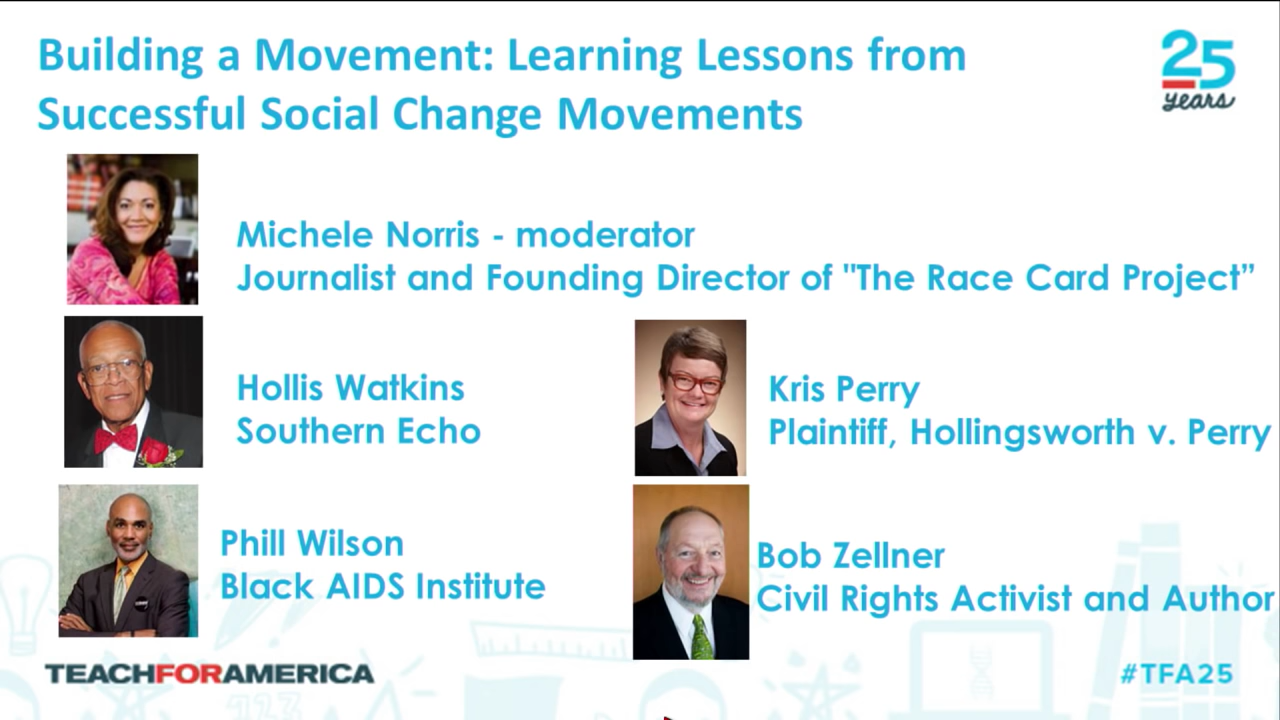 Building a Movement: Learning Lessons from
Successful Social Change Movements
25
years
Michele Norris - moderator
Journalist and Founding Director of "The Race Card Project”
Hollis Watkins
Southern Echo
Kris Perry
Plaintiff, Hollingsworth v. Perry
Phill Wilson
Black AIDS Institute
Bob Zellner
Civil Rights Activist and Author
TEACHFORAMERICA
#TFA25
123